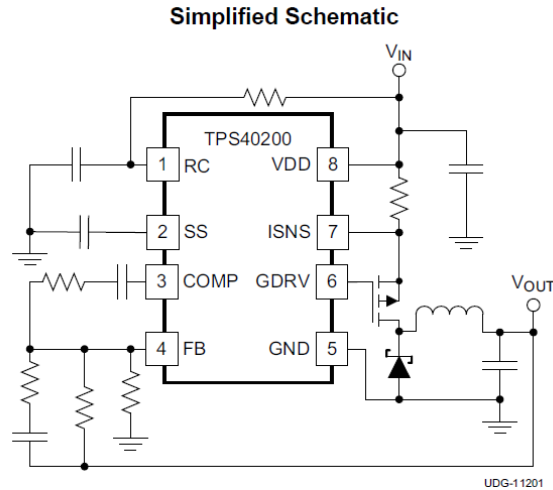 Simplified Schematic
VIN
TPS40200
1 RC VDD 8
2 SS ISNS 7
3 COMP GDRV 6
VOUT
4 FB GND 5
UDG-11201